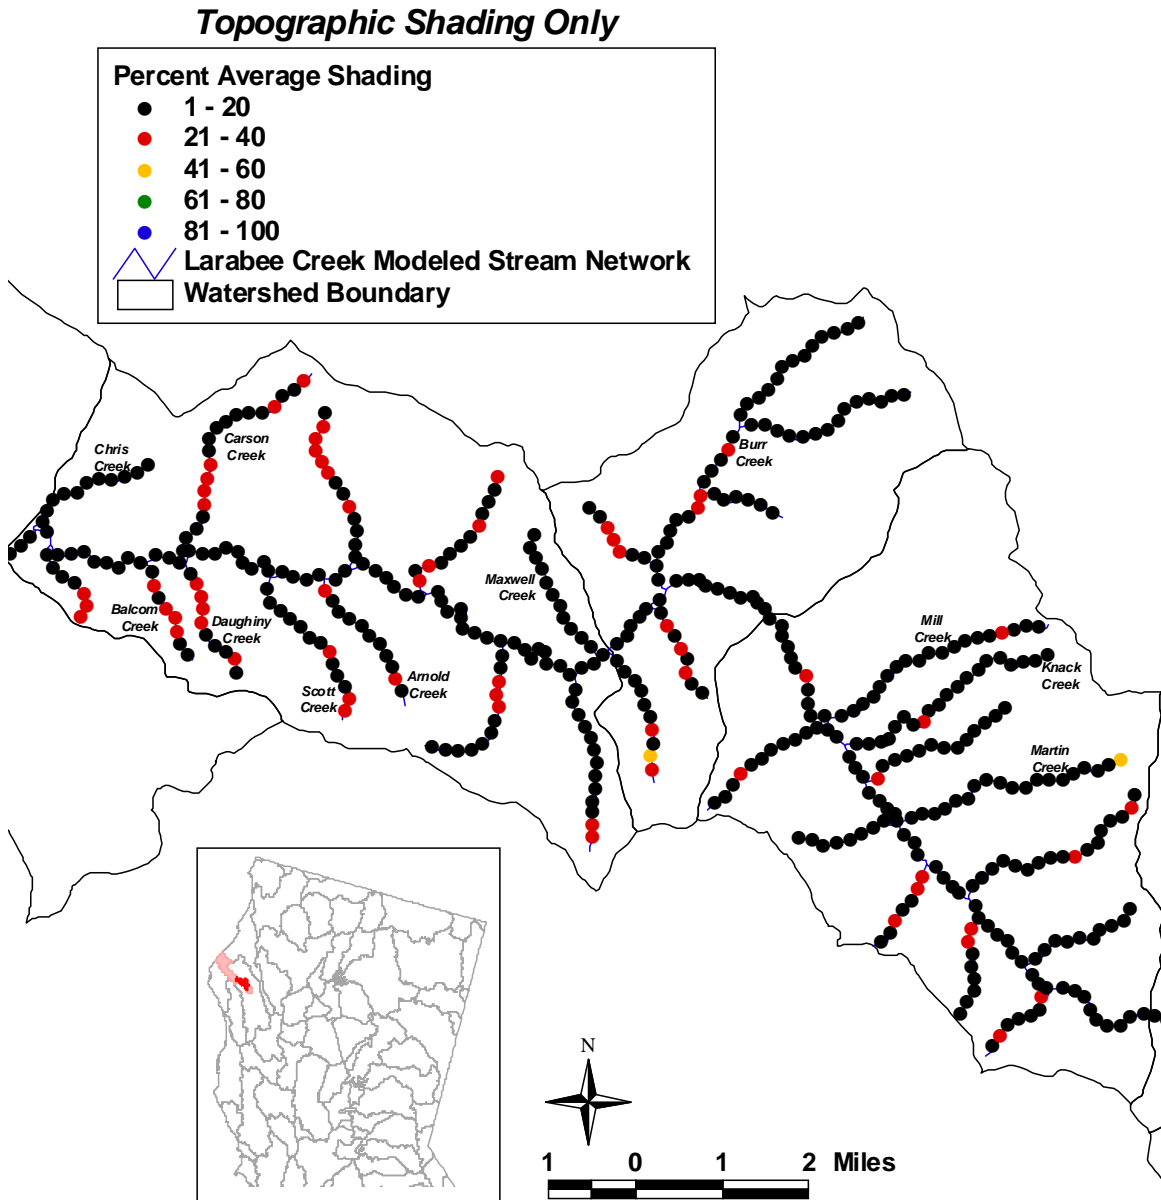 Topographic Shading Only
Percent Average Shading
1 - 20
21 - 40
41 - 60
61 - 80
81 - 100
Larabee Creek Modeled Stream Network
Watershed Boundary
Burr
Creek
Carson
Creek
Chris
Creek
Maxwell
Creek
Balcom
Creek
Daughiny
Creek
Scott
Creek
Arnold
Creek
Mill
Creek
Knack
Creek
Martin
Creek
N
1 0 1 2 Miles